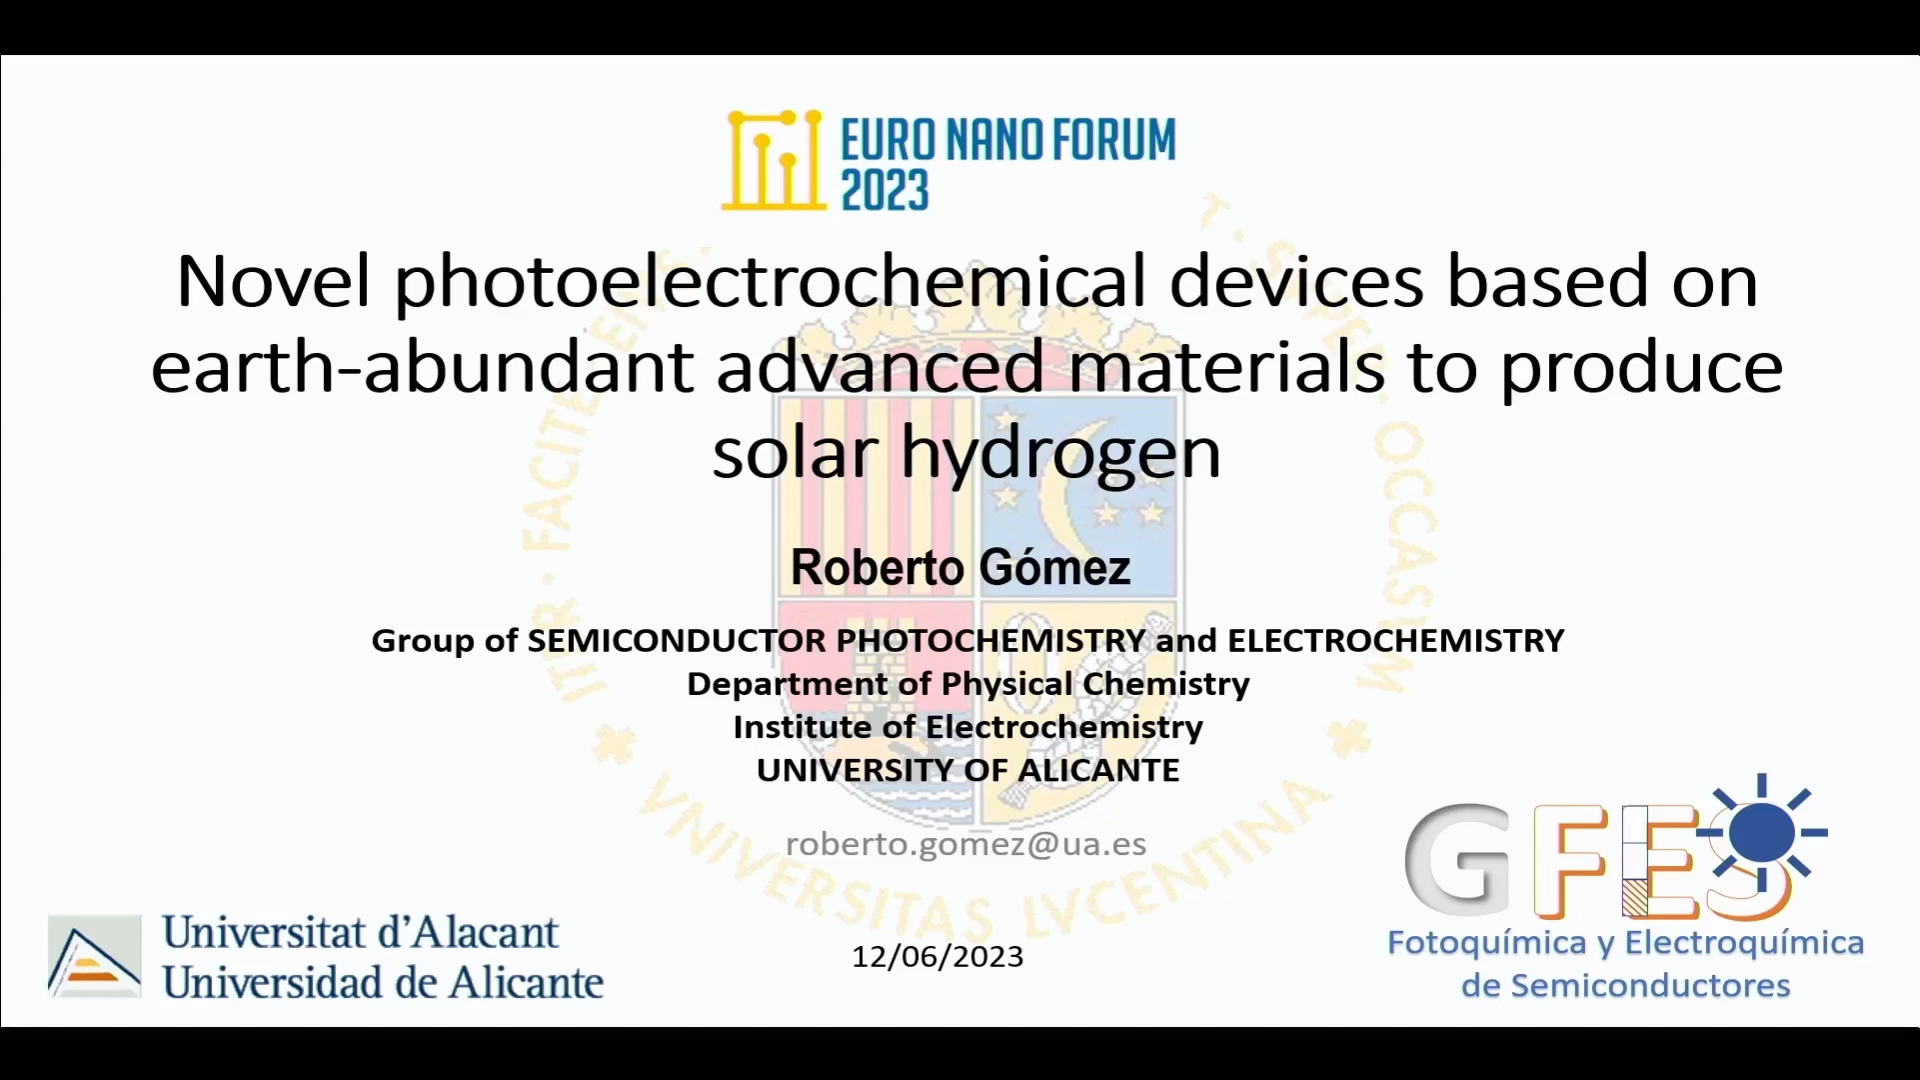 EURO NANO FORUM
2023
Novel photoelectrochemical devices based on
earth-abundant advanced materials to produce
solar hydrogen
Roberto Gómez
Group of SEMICONDUCTOR PHOTOCHEMISTRY and ELECTROCHEMISTRY
Department of Physical Chemistry
Institute of Electrochemistry
UNIVERSITY OF ALICANTE
roberto.gomez@ua.es
12/06/2023
Universitat d'Alacant
Universidad de Alicante
GFES
Fotoquímica y Electroquímica
de Semiconductores
VNIVERSITAS LVCENTINA